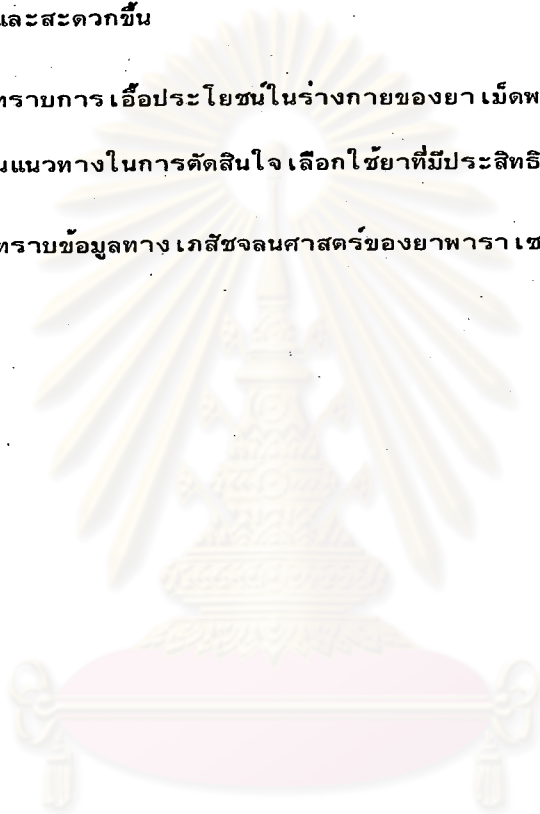 และสะดวกขึ้น
ทราบการเอื้อประโยชน์ในร่างกายของยาเม็ดพ
นแนวทางในการตัดสินใจเลือกใช้ยาที่มีประสิทธิ
ทราบข้อมูลทางเภสัชจลนศาสตร์ของยาพาราเซ